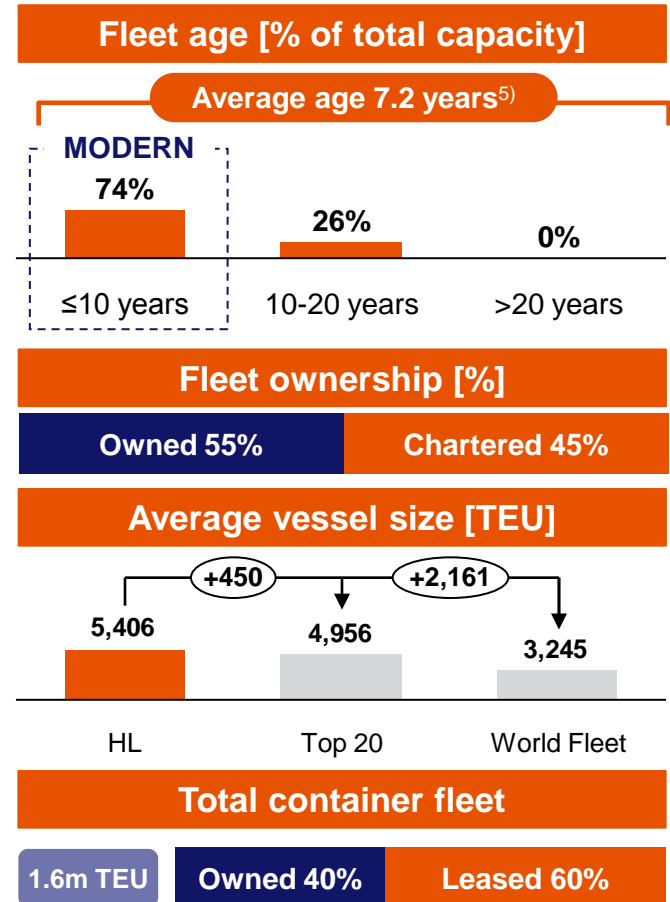 Fleet age [% of total capacity]
Average age 7.2 years5)
MODERN
74%
26%
0%
≤10 years
10-20 years
>20 years
Fleet ownership [%]
Owned 55%
Chartered 45%
Average vessel size [TEU]
+450
+2,161
5,406
4,956
3,245
HL
Top 20
World Fleet
Total container fleet
1.6m TEU
Owned 40%
Leased 60%